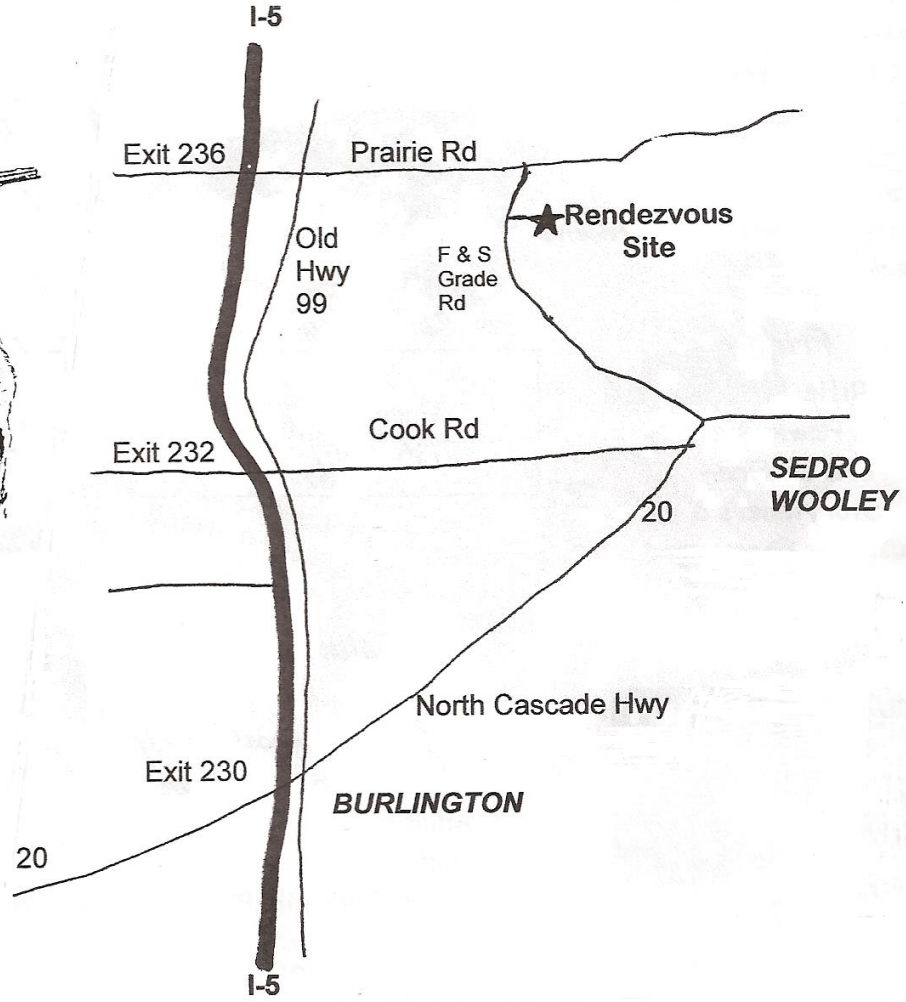 I-5
Exit 236
Prairie Rd
Rendezvous
Site
Old
Hwy
99
F & S
Grade
Rd
Cook Rd
Exit 232
SEDRO
WOOLEY
20
North Cascade Hwy
Exit 230
BURLINGTON
20
I-5